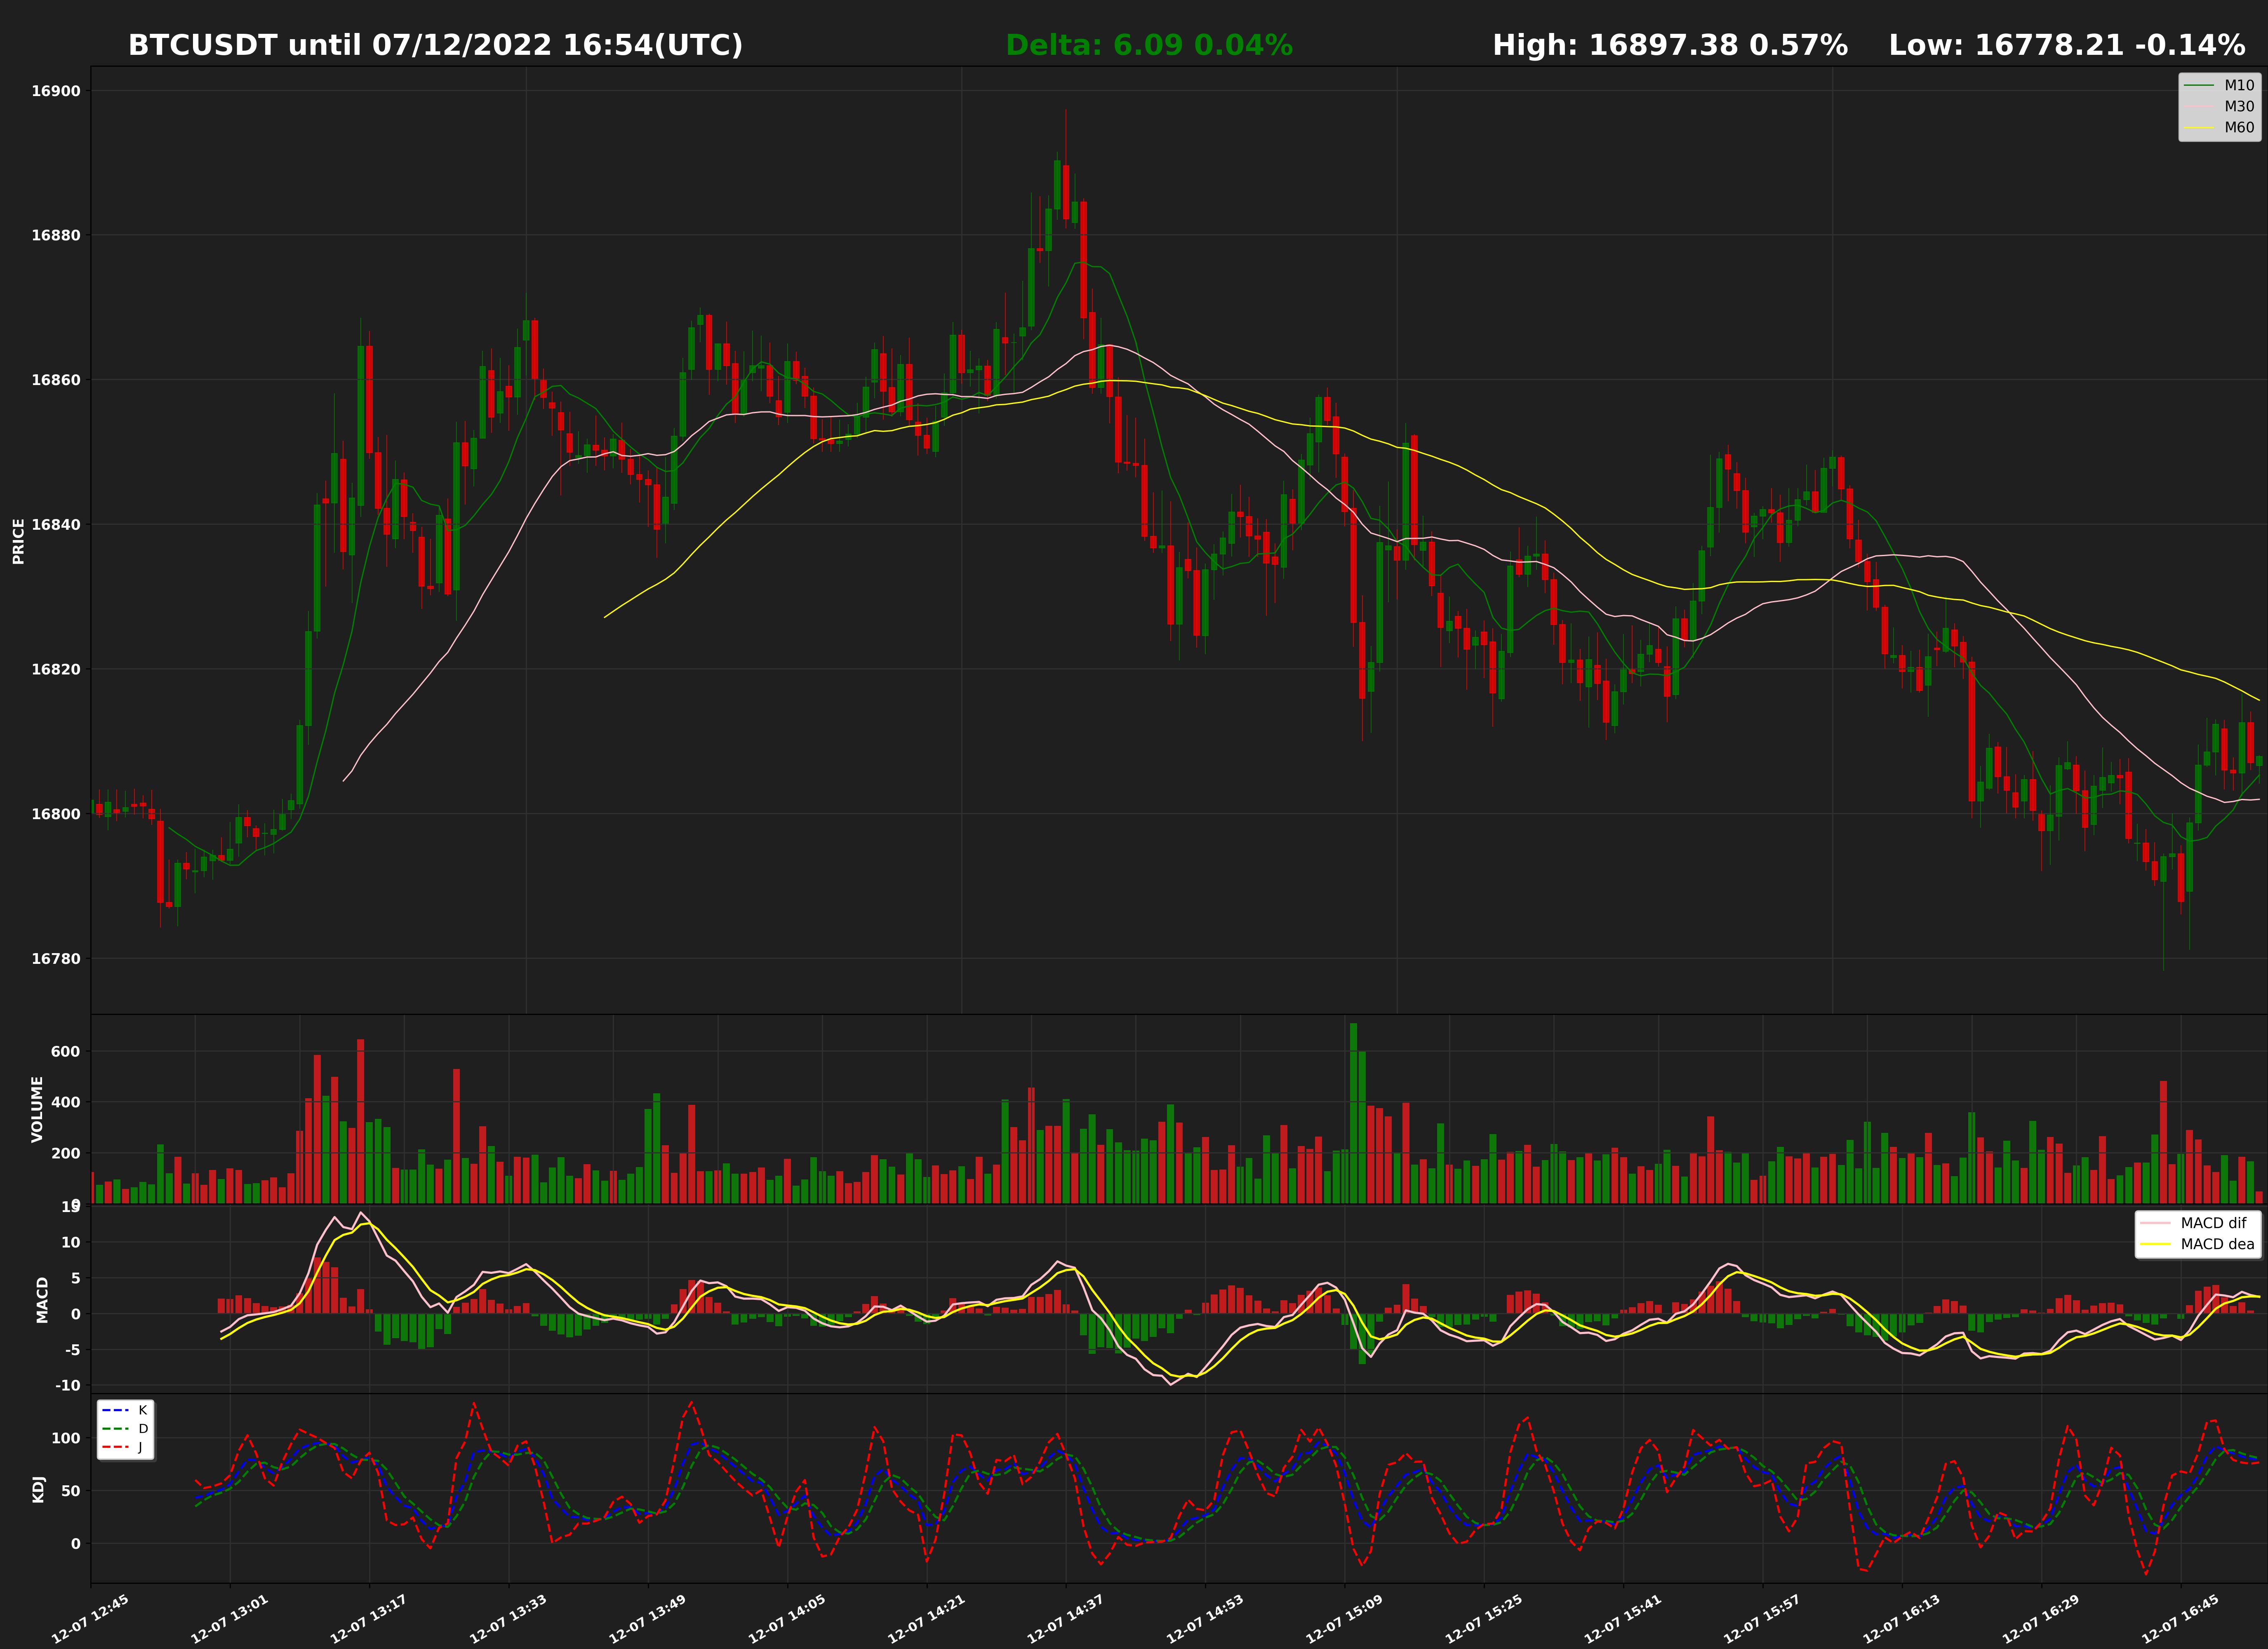 BTCUSDT until 07/12/2022 16:54(UTC) Delta: 6.09 0.04% High: 16897.38 0.57% Low: 16778.21 -0.14%
M10
M30
M60
PRICE
16900
16880
16860
16840
16820
16800
16780
VOLUME
600
400
200
0
MACD
15
10
5
0
-5
-10
MACD dif
MACD dea
KDJ
100
50
0
K
D
J
12-07 12:45
12-07 13:01
12-07 13:17
12-07 13:33
12-07 13:49
12-07 14:05
12-07 14:21
12-07 14:37
12-07 14:53
12-07 15:09
12-07 15:25
12-07 15:41
12-07 15:57
12-07 16:13
12-07 16:29
12-07 16:45